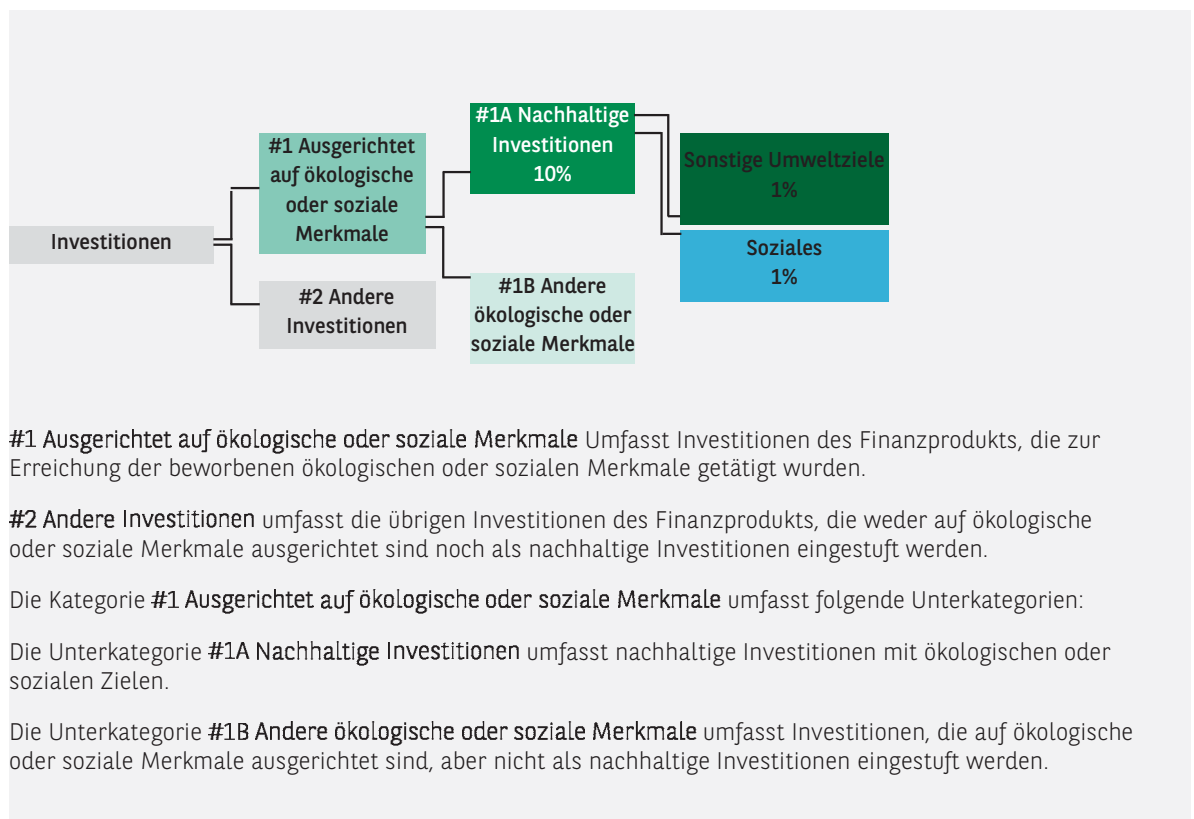 #1A Nachhaltige
Investitionen
10%
#1 Ausgerichtet
auf ökologische
oder soziale
Merkmale
Sonstige Umweltziele
1%
Investitionen
Soziales
1%
#2 Andere
Investitionen
#1B Andere
ökologische oder
soziale Merkmale
#1 Ausgerichtet auf ökologische oder soziale Merkmale Umfasst Investitionen des Finanzprodukts, die zur
Erreichung der beworbenen ökologischen oder sozialen Merkmale getätigt wurden.
#2 Andere Investitionen umfasst die übrigen Investitionen des Finanzprodukts, die weder auf ökologische
oder soziale Merkmale ausgerichtet sind noch als nachhaltige Investitionen eingestuft werden.
Die Kategorie #1 Ausgerichtet auf ökologische oder soziale Merkmale umfasst folgende Unterkategorien:
Die Unterkategorie #1A Nachhaltige Investitionen umfasst nachhaltige Investitionen mit ökologischen oder
sozialen Zielen.
Die Unterkategorie #1B Andere ökologische oder soziale Merkmale umfasst Investitionen, die auf ökologische
oder soziale Merkmale ausgerichtet sind, aber nicht als nachhaltige Investitionen eingestuft werden.